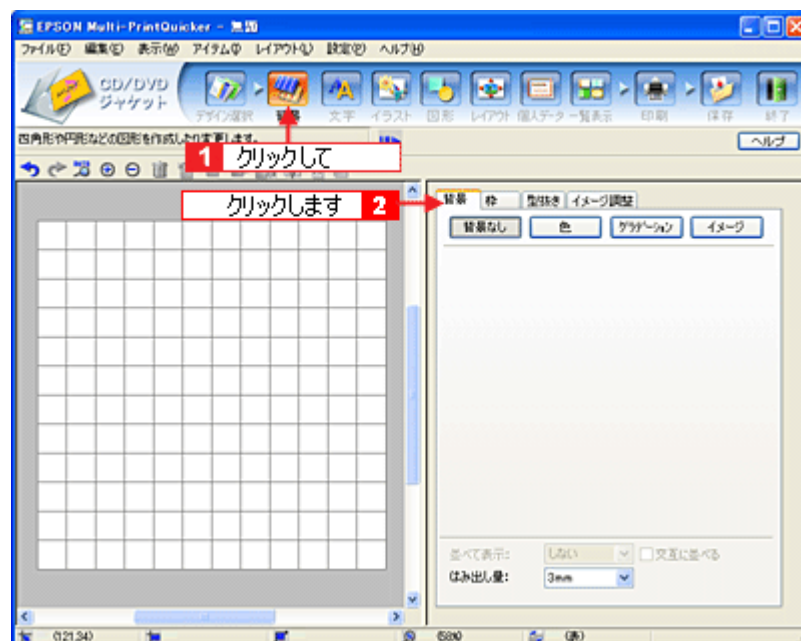 EPSON Multi-PrintQuicker - 無題
ファイル(F) 編集(E) 表示(W) アイテム(I) レイアウト(L) 設定(P) ヘルプ(H)
CD/DVD
ジャケット
デザイン選択 文字 イラスト 図形 レイアウト 個人データ 一覧表示 印刷 保存 終了
四角形や円形などの図形を作成したり変更します。
ヘルプ
1 クリックして
クリックします 2
背景 枠 型抜き イメージ調整
背景なし 色 グラデーション イメージ
並べて表示: しない 交互に並べる
はみ出し量: 3mm
(121,34) (58%) (表)